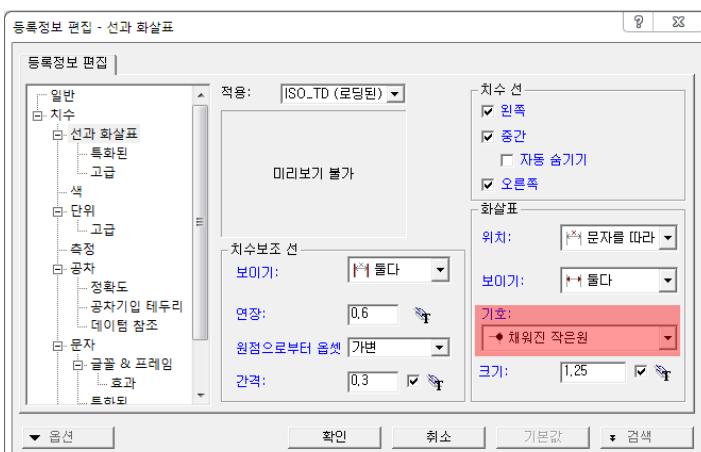 등록정보 편집 - 선과 화살표
등록정보 편집
일반
치수
선과 화살표
특화된
고급
색
단위
고급
측정
공차
정확도
공차기입 테두리
데이텀 참조
문자
글꼴 & 프레임
효과
특화된
적용:
ISO_TD (로딩된)
미리보기 불가
치수보조 선
보이기:
둘다
연장:
0.6
원점으로부터 옵셋
가변
간격:
0.3
치수 선
왼쪽
중간
자동 숨기기
오른쪽
화살표
위치:
문자를 따라
보이기:
둘다
기호:
채워진 작은원
크기:
1.25
옵션
확인
취소
기본값
검색